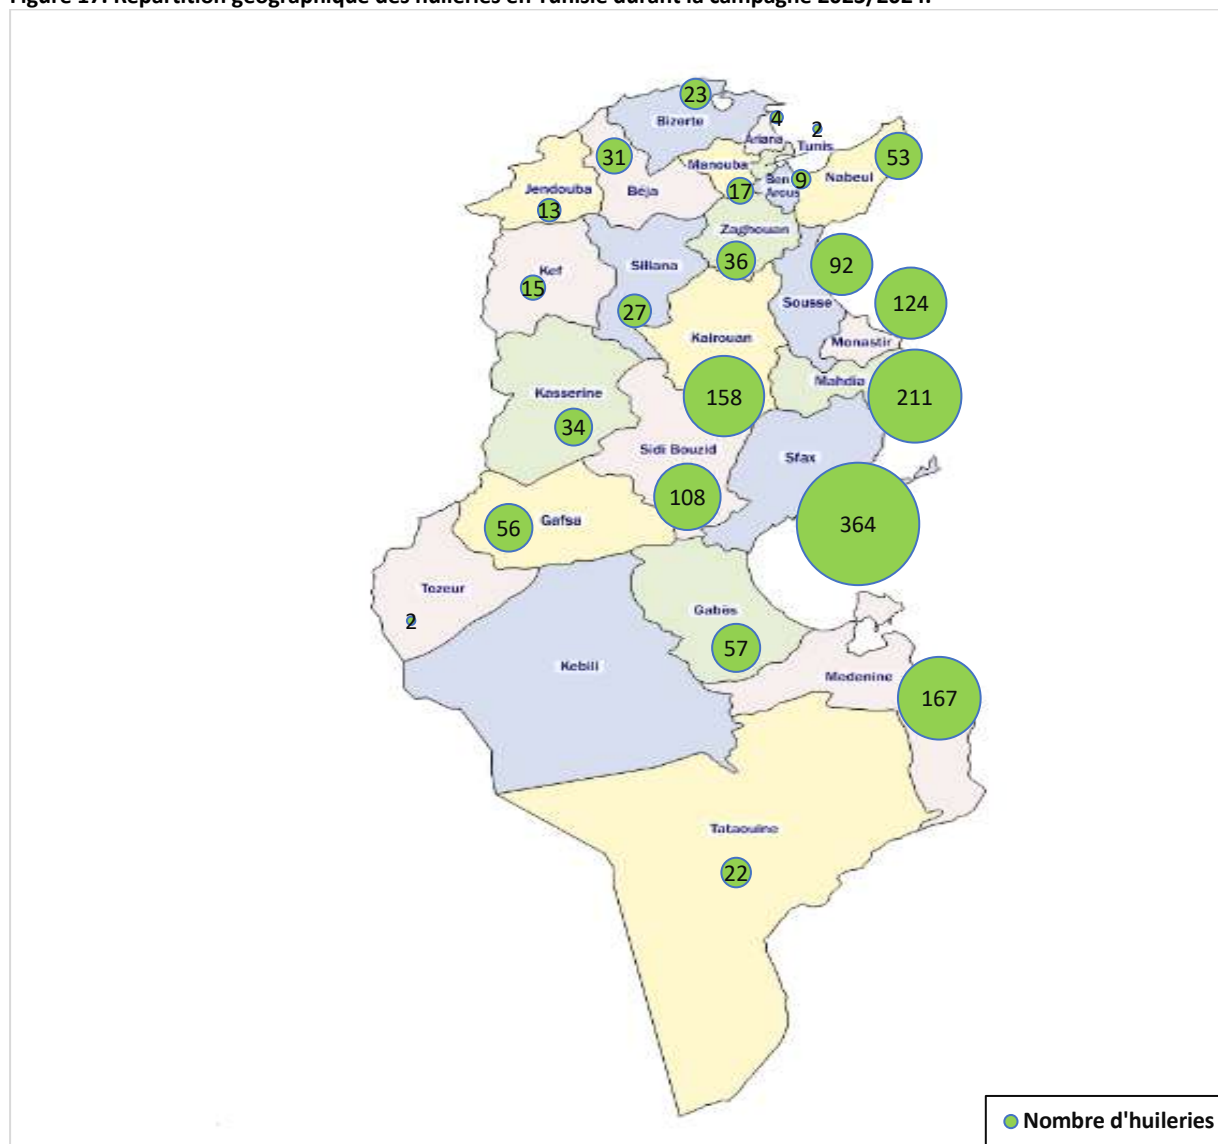 Figure 17: Répartition géographique des huileries en Tunisie durant la campagne 2023/2024.
23
Bizerte
4
Ariana
2
Tunis
31
Manouba
53
Nabeul
Ben
Arous
9
17
Jendouba
13
Béja
Zaghouan
36
Kef
15
Siliana
27
92
Sousse
124
Monastir
Kairouan
158
Mahdia
211
Kasserine
34
Sidi Bouzid
108
Sfax
364
Gafsa
56
Tozeur
2
Gabès
57
Kebili
Medenine
167
Tataouine
22
Nombre d'huileries